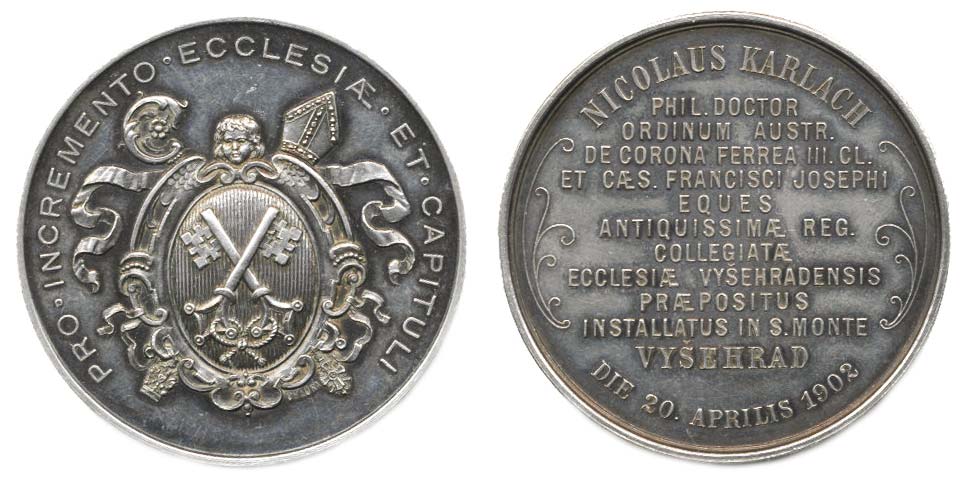 PRO · INCREMENTO · ECCLESIÆ · ET · CAPITULI
NICOLAUS KARLACH
PHIL. DOCTOR
ORDINUM AUSTR.
DE CORONA FERREA III. CL.
ET CÆS. FRANCISCI JOSEPHI
EQUES
ANTIQUISSIMÆ REG.
COLLEGIATÆ
ECCLESIÆ VYŠEHRADENSIS
PRÆPOSITUS
INSTALLATUS IN S. MONTE
VYŠEHRAD
DIE 20. APRILIS 1902